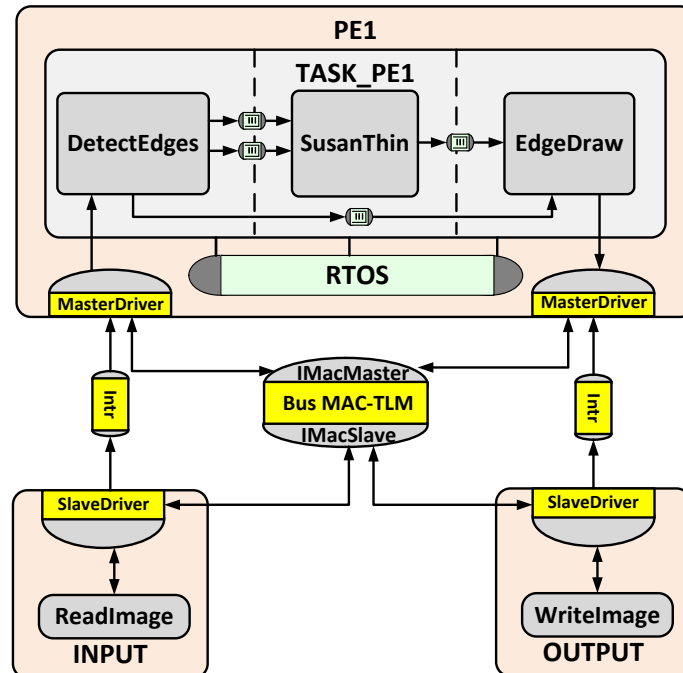 PE1
TASK_PE1
DetectEdges
SusanThin
EdgeDraw
RTOS
MasterDriver
MasterDriver
IMacMaster
Bus MAC-TLM
IMacSlave
Intr
Intr
SlaveDriver
SlaveDriver
ReadImage
WriteImage
INPUT
OUTPUT